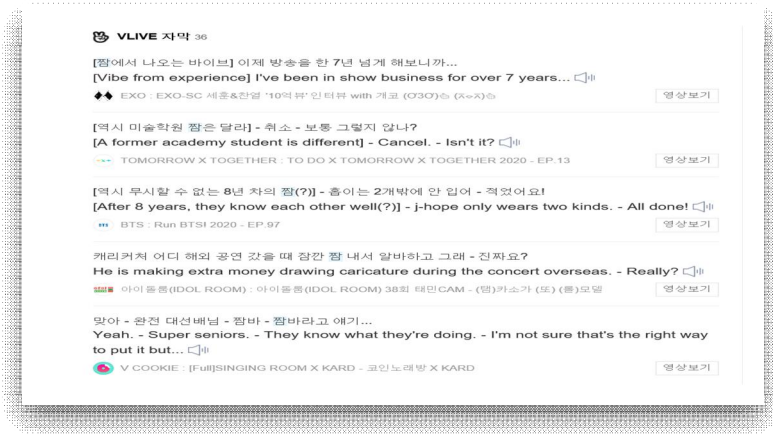 VLIVE 자막 36
[짬에서 나오는 바이브] 이제 방송을 한 7년 넘게 해보니까...
[Vibe from experience] I've been in show business for over 7 years...
EXO : EXO-SC 세훈&찬열 '10억뷰' 인터뷰 with 개코 (O'3O')
영상보기
[역시 미술학원 짬은 달라] - 취소 - 보통 그렇지 않나?
[A former academy student is different] - Cancel. - Isn't it?
TOMORROW X TOGETHER : TO DO X TOMORROW X TOGETHER 2020 - EP.13
영상보기
[역시 무시할 수 없는 8년 차의 짬(?)] - 홉이는 2개밖에 안 입어 - 적었어요!
[After 8 years, they know each other well(?)] - j-hope only wears two kinds. - All done!
BTS : Run BTS! 2020 - EP.97
영상보기
캐리커쳐 어디 해외 공연 갔을 때 잠깐 짬 내서 알바하고 그래 - 진짜요?
He is making extra money drawing caricature during the concert overseas. - Really?
아이돌룸(IDOL ROOM) : 아이돌룸(IDOL ROOM) 38회 태민CAM - (탬)카소가 (또) (롱)모델
영상보기
맞아 - 완전 대선배님 - 짬바 - 짬바라고 얘기...
Yeah. - Super seniors. - They know what they're doing. - I'm not sure that's the right way
to put it but...
V COOKIE : [Full]SINGING ROOM X KARD - 코인노래방 X KARD
영상보기